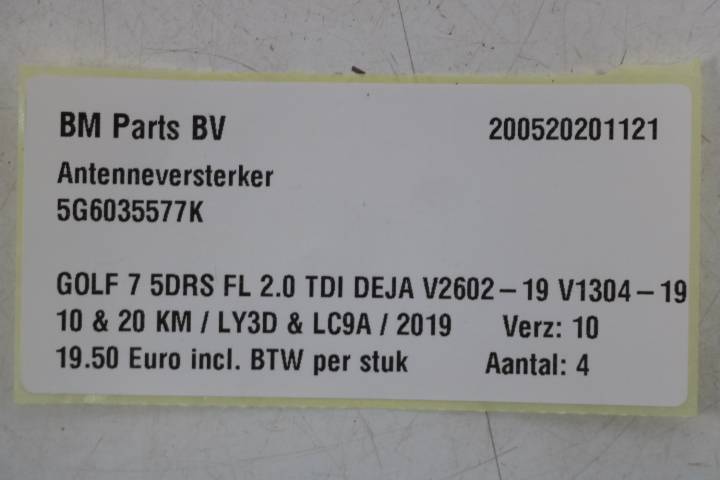 BM Parts BV 200520201121
Antenneversterker
5G6035577K
GOLF 7 5DRS FL 2.0 TDI DEJA V2602-19 V1304-19
10 & 20 KM / LY3D & LC9A / 2019 Verz: 10
19.50 Euro incl. BTW per stuk Aantal: 4